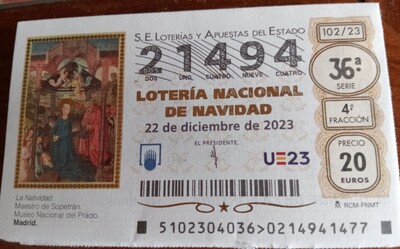 S.E. LOTERÍAS Y APUESTAS DEL ESTADO
102/23
21494
DOS UNO CUATRO NUEVE CUATRO
36ª
SERIE
LOTERÍA NACIONAL
DE NAVIDAD
4ª
FRACCIÓN
22 de diciembre de 2023
EL PRESIDENTE,
PRECIO
20
EUROS
UE23
La Natividad.
Maestro de Sopetrán.
Museo Nacional del Prado.
Madrid.
RCM-FNMT
5102304036>0214941477